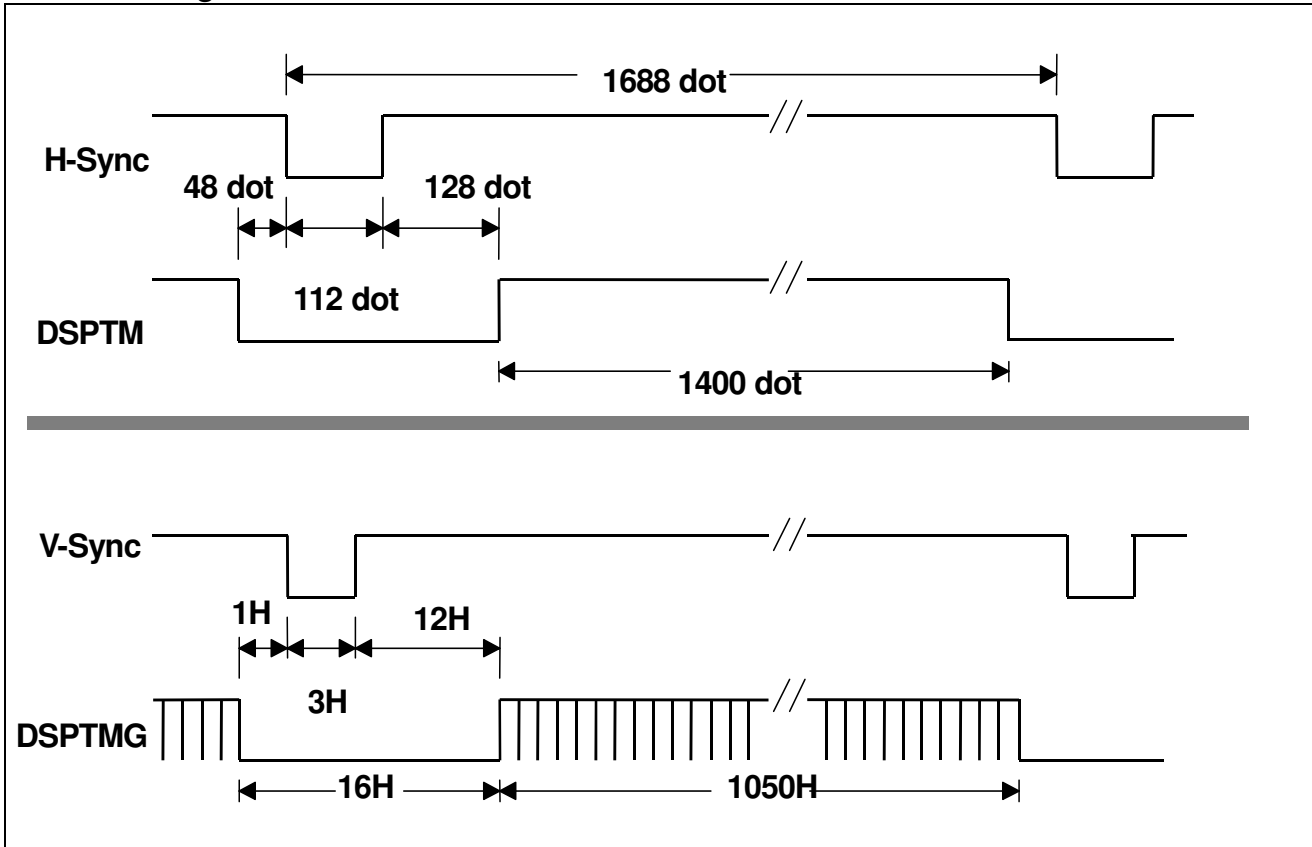 1688 dot
H-Sync
48 dot 128 dot
112 dot
DSPTM
1400 dot
V-Sync
1H 12H
3H
DSPTMG
16H 1050H